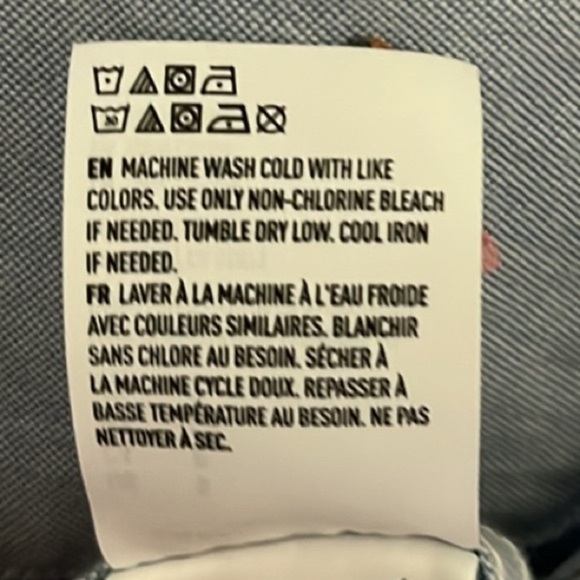 EN MACHINE WASH COLD WITH LIKE
COLORS. USE ONLY NON-CHLORINE BLEACH
IF NEEDED. TUMBLE DRY LOW. COOL IRON
IF NEEDED.
FR LAVER À LA MACHINE À L'EAU FROIDE
AVEC COULEURS SIMILAIRES. BLANCHIR
SANS CHLORE AU BESOIN. SÉCHER À
LA MACHINE CYCLE DOUX. REPASSER À
BASSE TEMPÉRATURE AU BESOIN. NE PAS
NETTOYER À SEC.